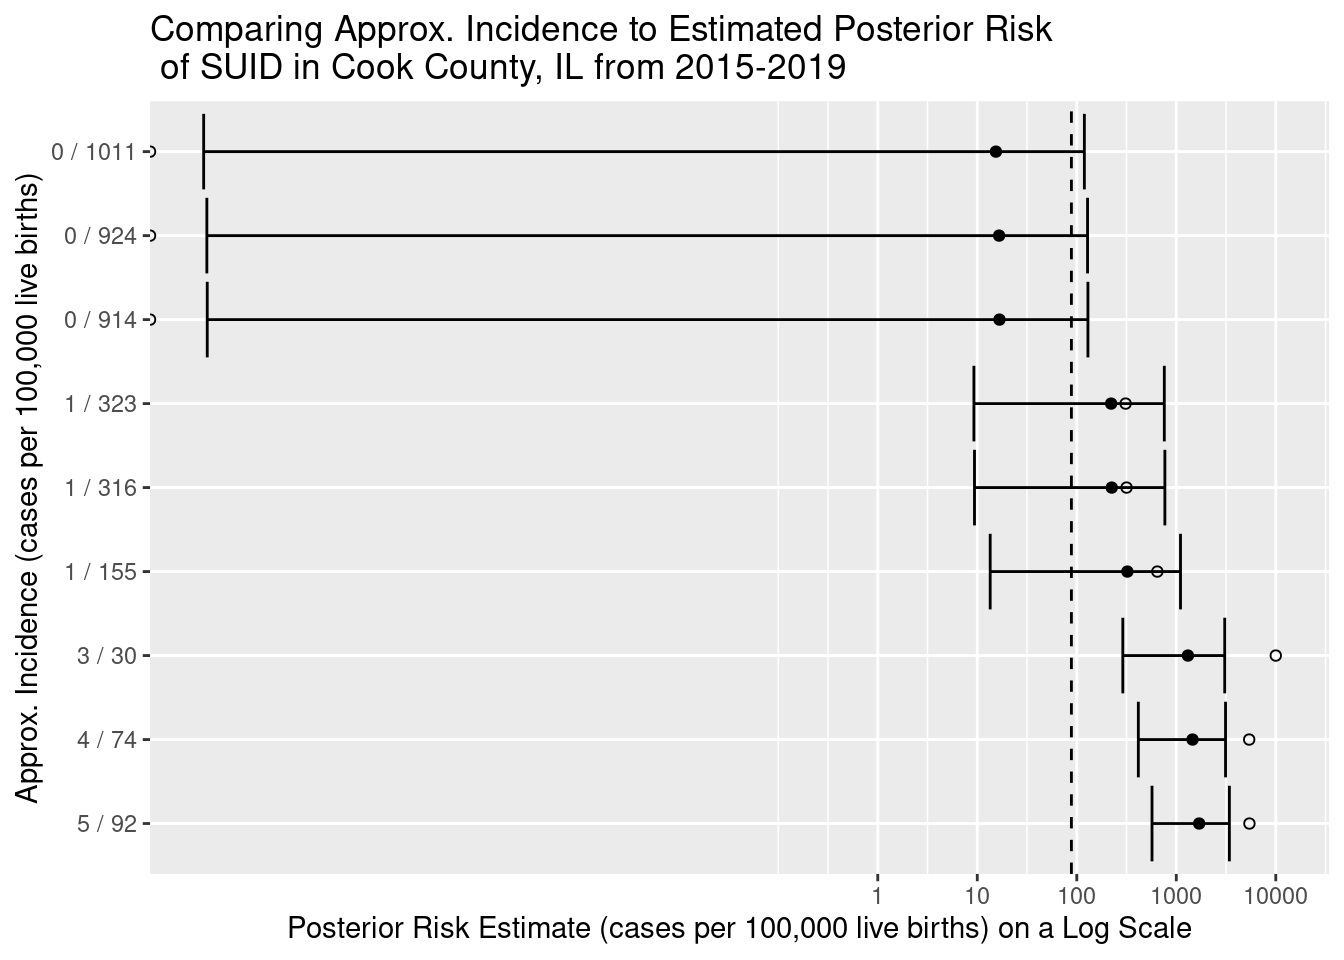 Comparing Approx. Incidence to Estimated Posterior Risk
of SUID in Cook County, IL from 2015-2019
Approx. Incidence (cases per 100,000 live births)
0 / 1011
0 / 924
0 / 914
1 / 323
1 / 316
1 / 155
3 / 30
4 / 74
5 / 92
1 10 100 1000 10000
Posterior Risk Estimate (cases per 100,000 live births) on a Log Scale